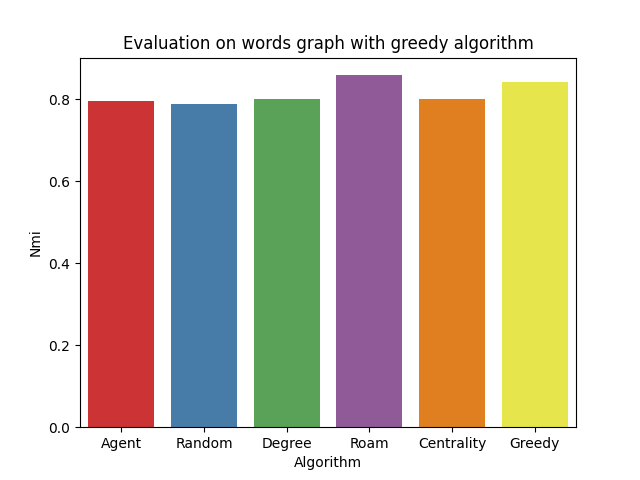 Evaluation on words graph with greedy algorithm
Nmi
0.8
0.6
0.4
0.2
0.0
Agent Random Degree Roam Centrality Greedy
Algorithm